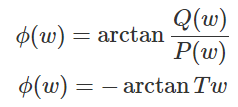 ϕ(w) = arctan Q(w)/P(w)
ϕ(w) = − arctan Tw